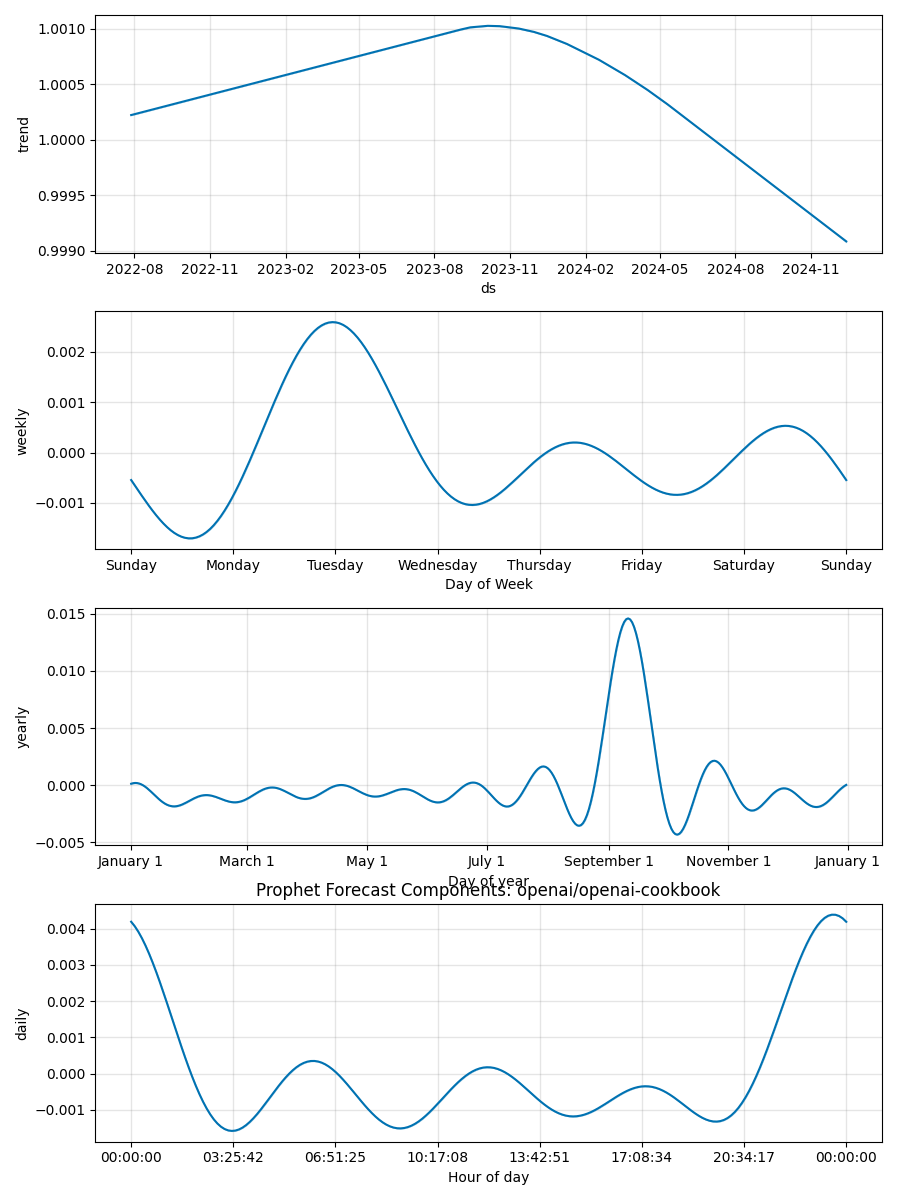 trend
1.0010
1.0005
1.0000
0.9995
0.9990
2022-08 2022-11 2023-02 2023-05 2023-08 2023-11 2024-02 2024-05 2024-08 2024-11
ds
weekly
0.002
0.001
0.000
−0.001
Sunday Monday Tuesday Wednesday Thursday Friday Saturday Sunday
Day of Week
yearly
0.015
0.010
0.005
0.000
−0.005
January 1 March 1 May 1 July 1 September 1 November 1 January 1
Day of year
Prophet Forecast Components: openai/openai-cookbook
daily
0.004
0.003
0.002
0.001
0.000
−0.001
00:00:00 03:25:42 06:51:25 10:17:08 13:42:51 17:08:34 20:34:17 00:00:00
Hour of day